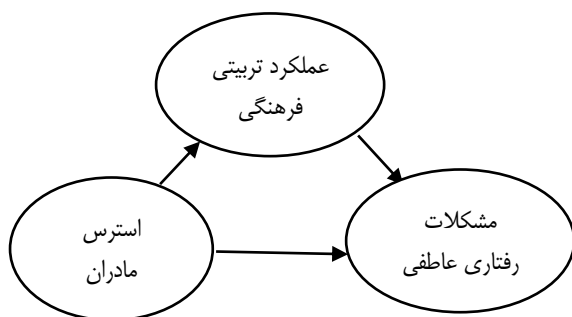 عملکرد تربیتی
فرهنگی
مشکلات
رفتاری عاطفی
استرس
مادران